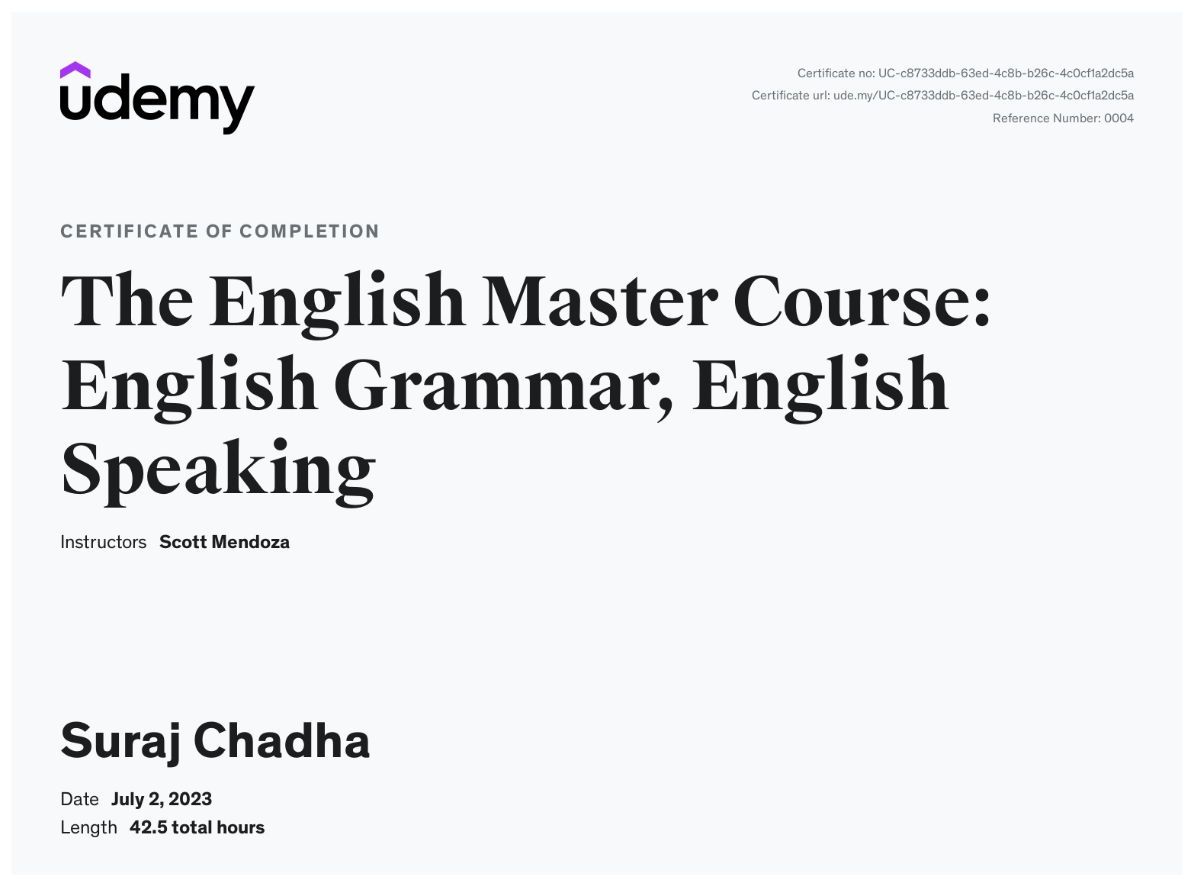 udemy
Certificate no: UC-c8733ddb-63ed-4c8b-b26c-4c0cf1a2dc5a
Certificate url: ude.my/UC-c8733ddb-63ed-4c8b-b26c-4c0cf1a2dc5a
Reference Number: 0004
CERTIFICATE OF COMPLETION
The English Master Course:
English Grammar, English
Speaking
Instructors Scott Mendoza
Suraj Chadha
Date July 2, 2023
Length 42.5 total hours